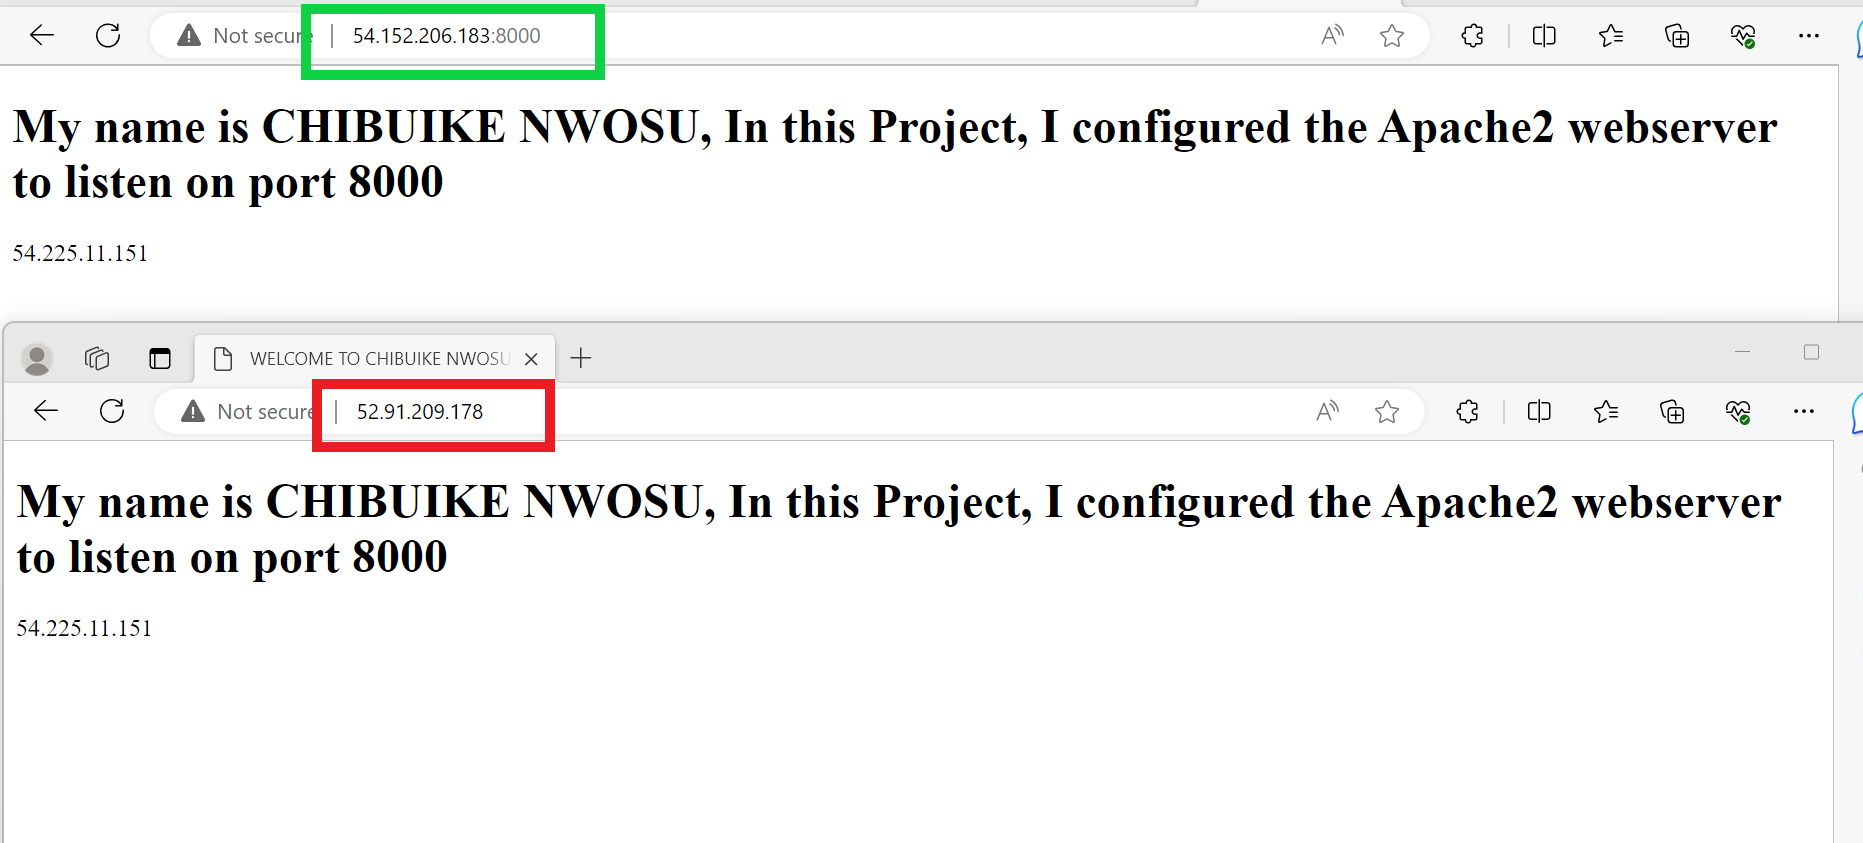 Not secure 54.152.206.183:8000
My name is CHIBUIKE NWOSU, In this Project, I configured the Apache2 webserver
to listen on port 8000
54.225.11.151
WELCOME TO CHIBUIKE NWOSU
Not secure 52.91.209.178
My name is CHIBUIKE NWOSU, In this Project, I configured the Apache2 webserver
to listen on port 8000
54.225.11.151